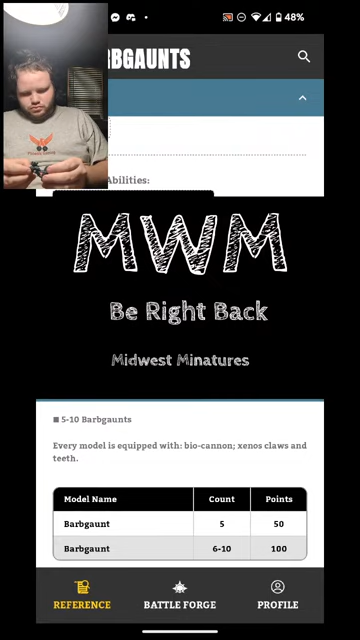 48%
RBGAUNTS
Abilities:
MWM
Be Right Back
Midwest Minatures
5-10 Barbgaunts
Every model is equipped with: bio-cannon; xenos claws and
teeth.
Model Name Count Points
Barbgaunt 5 50
Barbgaunt 6-10 100
REFERENCE BATTLE FORGE PROFILE